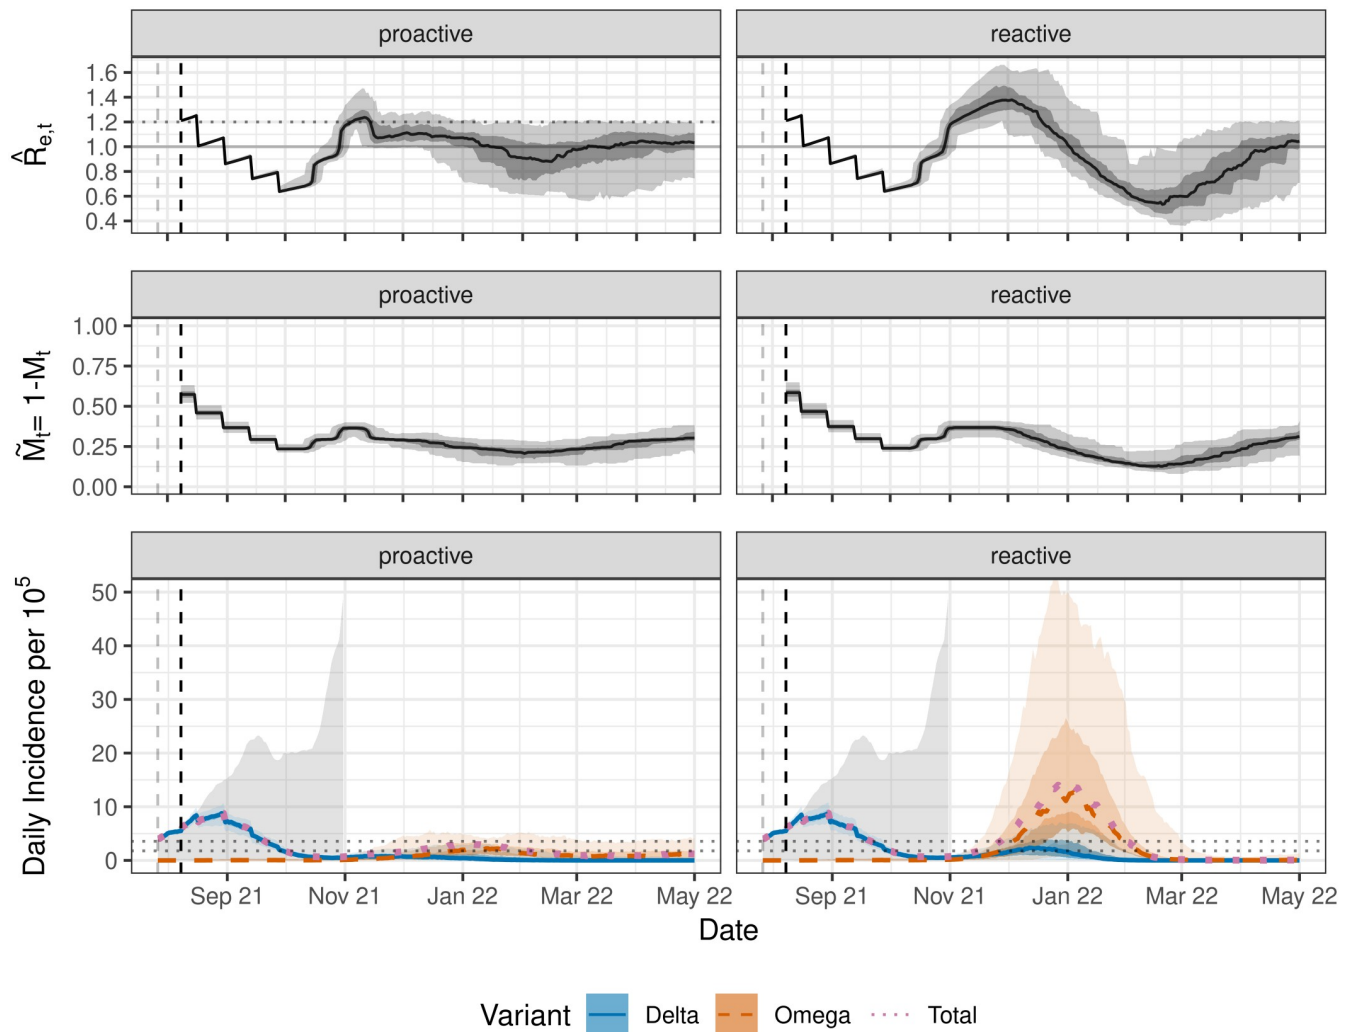 proactive
reactive
R̂e,t
1.6
1.4
1.2
1.0
0.8
0.6
0.4
proactive
reactive
M̃t= 1-Mt
1.00
0.75
0.50
0.25
0.00
proactive
reactive
Daily Incidence per 10⁵
50
40
30
20
10
0
Sep 21 Nov 21 Jan 22 Mar 22 May 22
Sep 21 Nov 21 Jan 22 Mar 22 May 22
Date
Variant Delta Omega Total